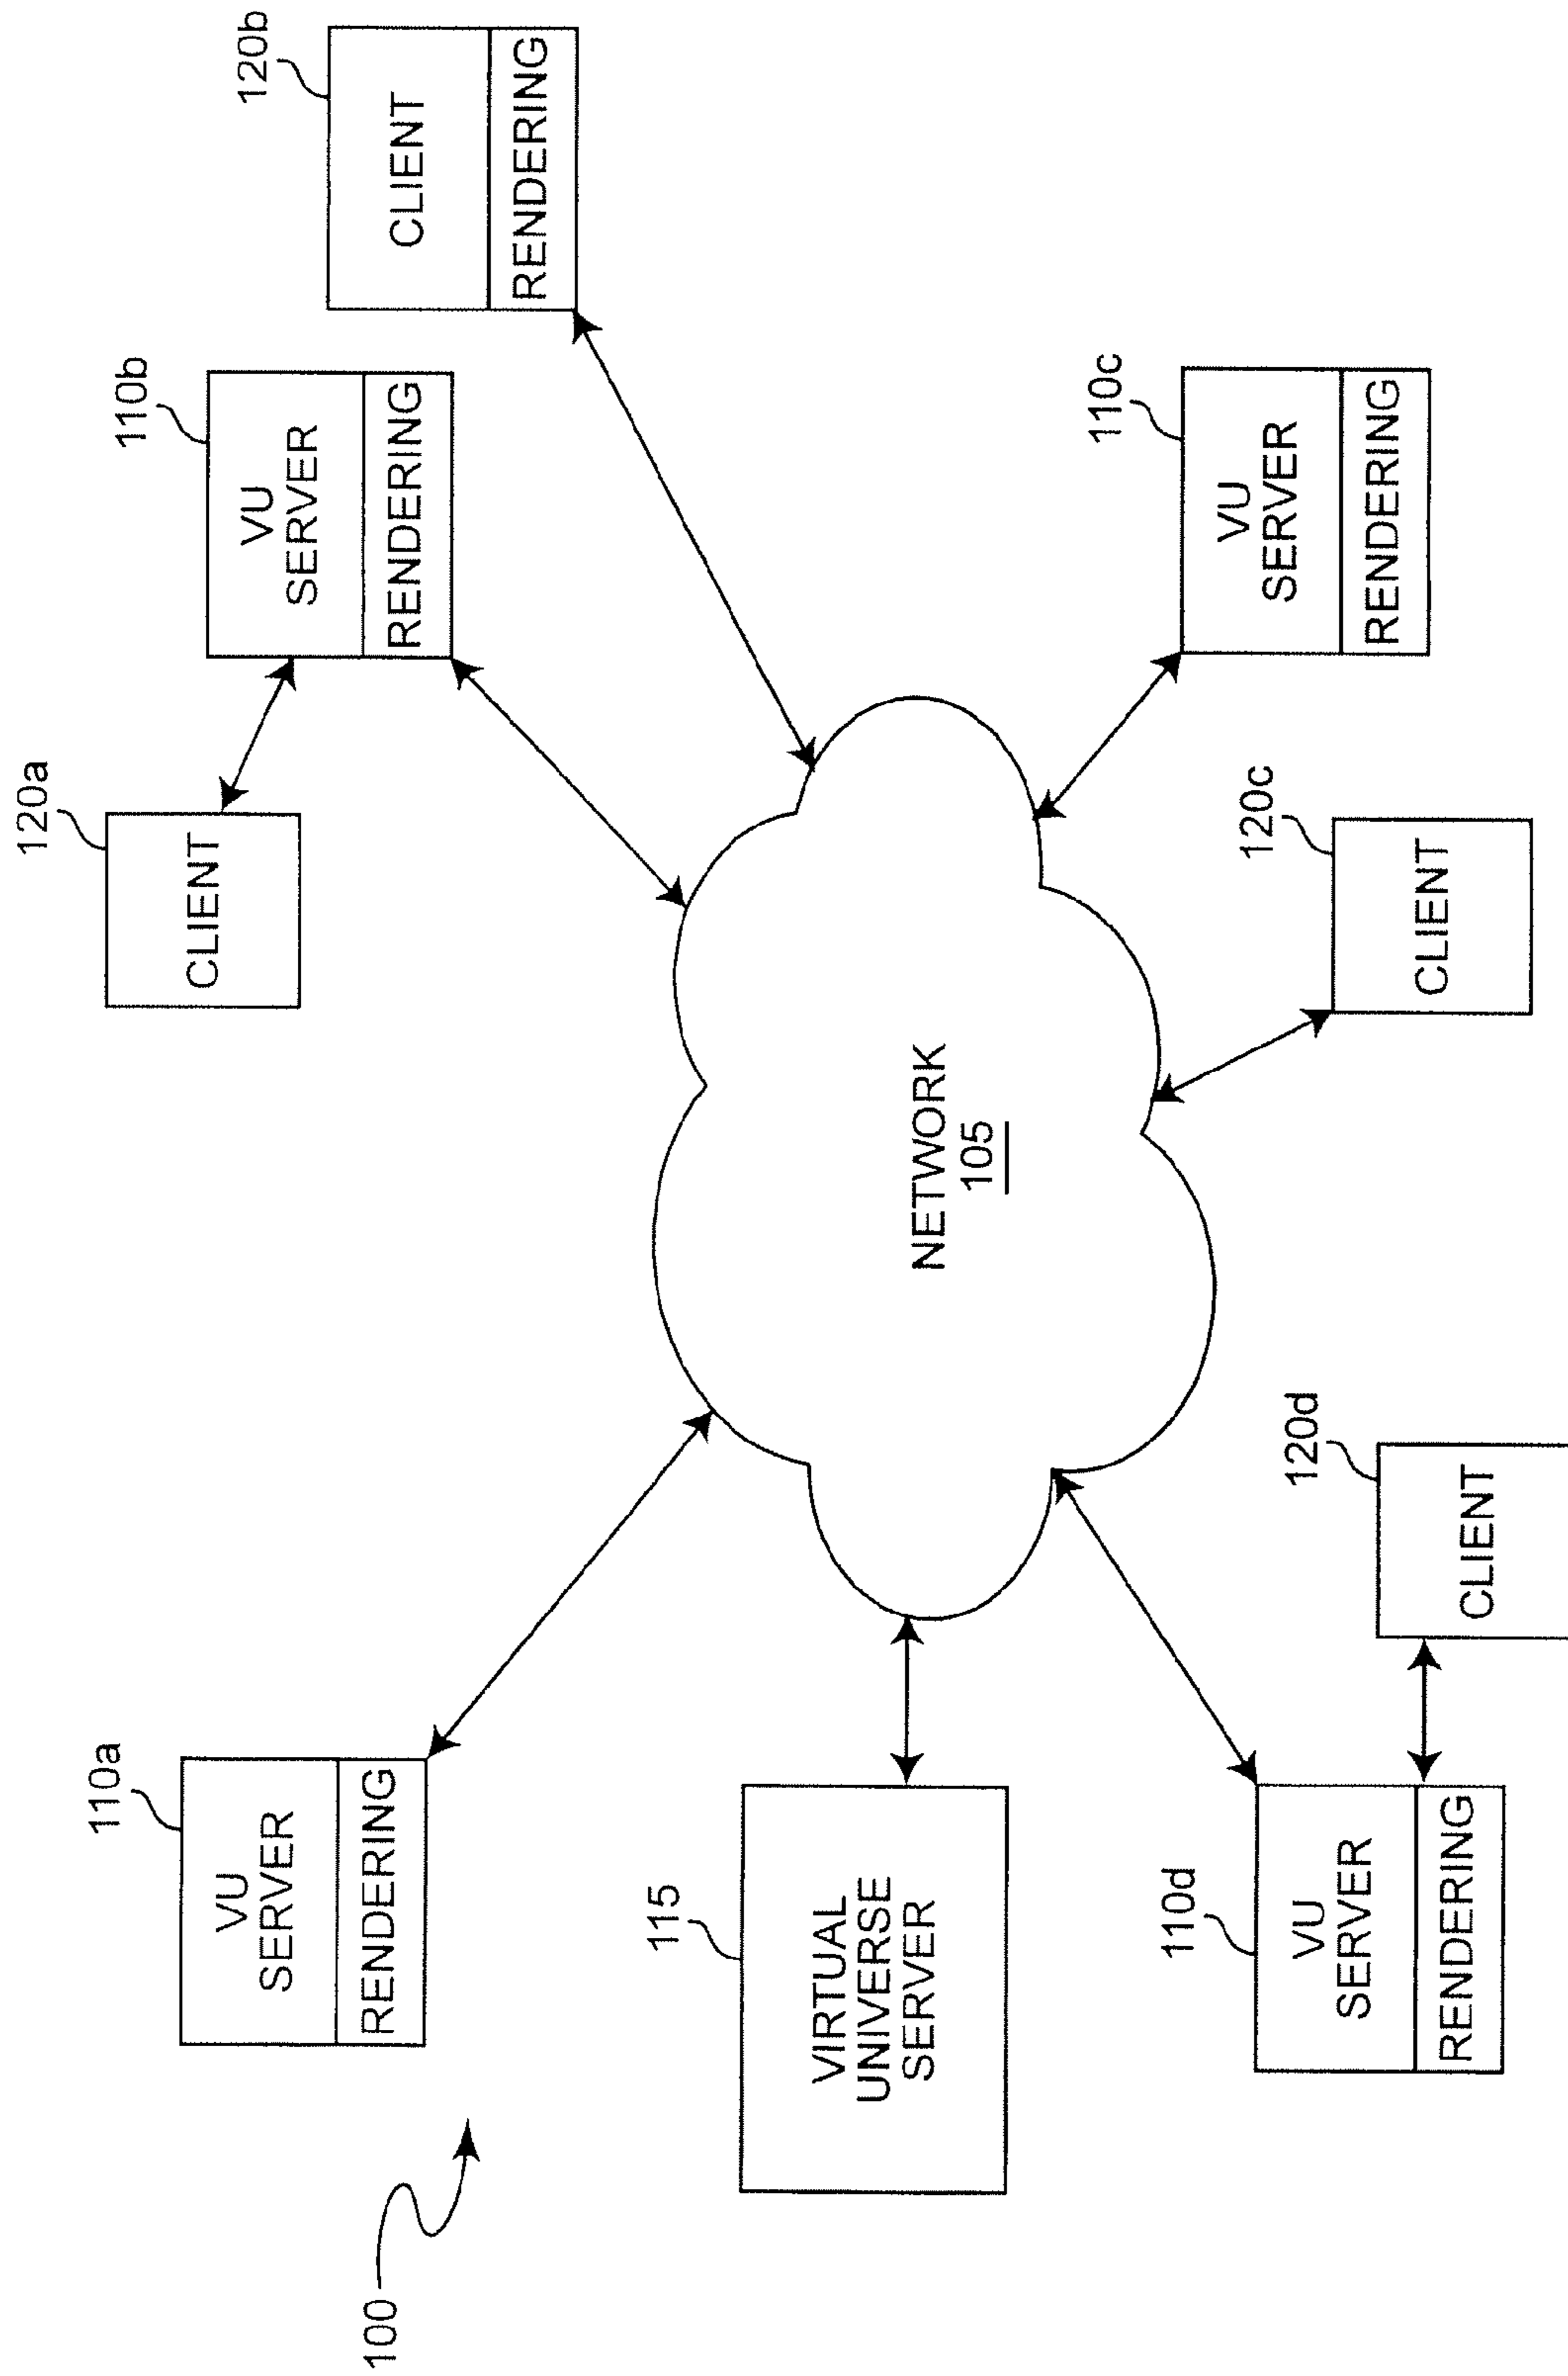 100
110a
VU
SERVER
RENDERING
120a
CLIENT
110b
VU
SERVER
RENDERING
120b
CLIENT
RENDERING
115
VIRTUAL
UNIVERSE
SERVER
NETWORK
105
110d
VU
SERVER
RENDERING
120d
CLIENT
120c
CLIENT
110c
VU
SERVER
RENDERING